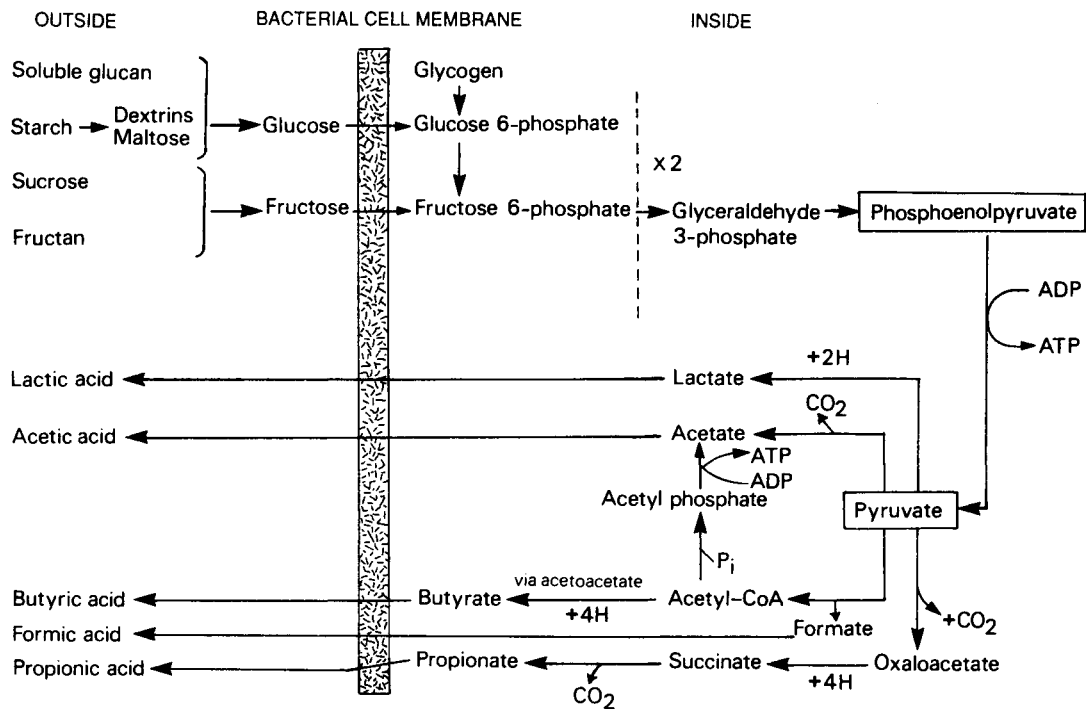 OUTSIDE BACTERIAL CELL MEMBRANE INSIDE
Soluble glucan
Glycogen
Starch Dextrins Glucose Glucose 6-phosphate
Maltose
x 2
Sucrose
Fructose Fructose 6-phosphate Glyceraldehyde Phosphoenolpyruvate
3-phosphate
Fructan
ADP
ATP
+2H
Lactic acid Lactate
CO2
Acetic acid Acetate
ATP
ADP
Acetyl phosphate
Pyruvate
Pi
via acetoacetate
Butyric acid Butyrate Acetyl-CoA
+4H
+CO2
Formic acid Formate
Propionic acid Propionate Succinate Oxaloacetate
+4H
CO2